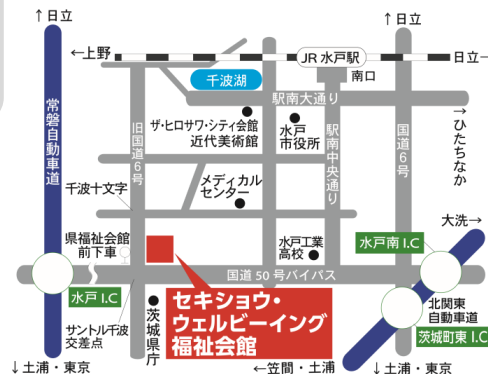 ↑日立
↑日立
←上野
JR 水戸駅
日立→
南口
千波湖
駅南大通り
常磐自動車道
旧国道6号
ザ・ヒロサワ・シティ会館
近代美術館
水戸
市役所
駅南中央通り
国道6号
→ひたちなか
千波十文字
メディカル
センター
大洗↗
県福祉会館
前下車
水戸工業
高校
水戸南 I.C
国道50号バイパス
水戸 I.C
セキショウ・
ウェルビーイング
福祉会館
北関東
自動車道
サントル千波
交差点
茨城県庁
茨城町東 I.C
↓土浦・東京
←笠間・土浦
↓土浦・東京